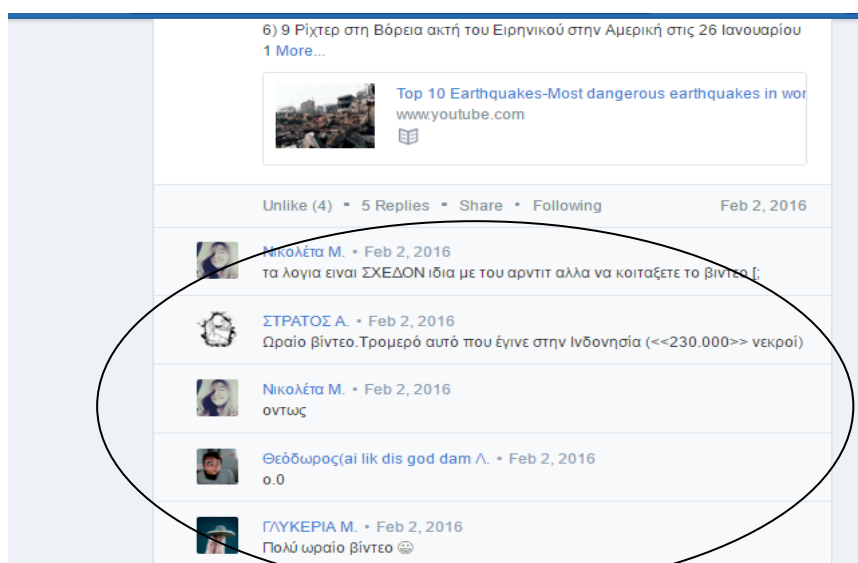 6) 9 Ρίχτερ στη Βόρεια ακτή του Ειρηνικού στην Αμερική στις 26 Ιανουαρίου
1 More...
Top 10 Earthquakes-Most dangerous earthquakes in wor
www.youtube.com
Unlike (4) • 5 Replies • Share • Following Feb 2, 2016
Νικολέτα Μ. • Feb 2, 2016
τα λογια ειναι ΣΧΕΔΟΝ ιδια με του αρντιτ αλλα να κοιταξετε το βιντεο [;
ΣΤΡΑΤΟΣ Α. • Feb 2, 2016
Ωραίο βίντεο.Τρομερό αυτό που έγινε στην Ινδονησία (<<230.000>> νεκροί)
Νικολέτα Μ. • Feb 2, 2016
οντως
Θεόδωρος(ai lik dis god dam Λ. • Feb 2, 2016
ο.0
ΓΛΥΚΕΡΙΑ Μ. • Feb 2, 2016
Πολύ ωραίο βίντεο 😀